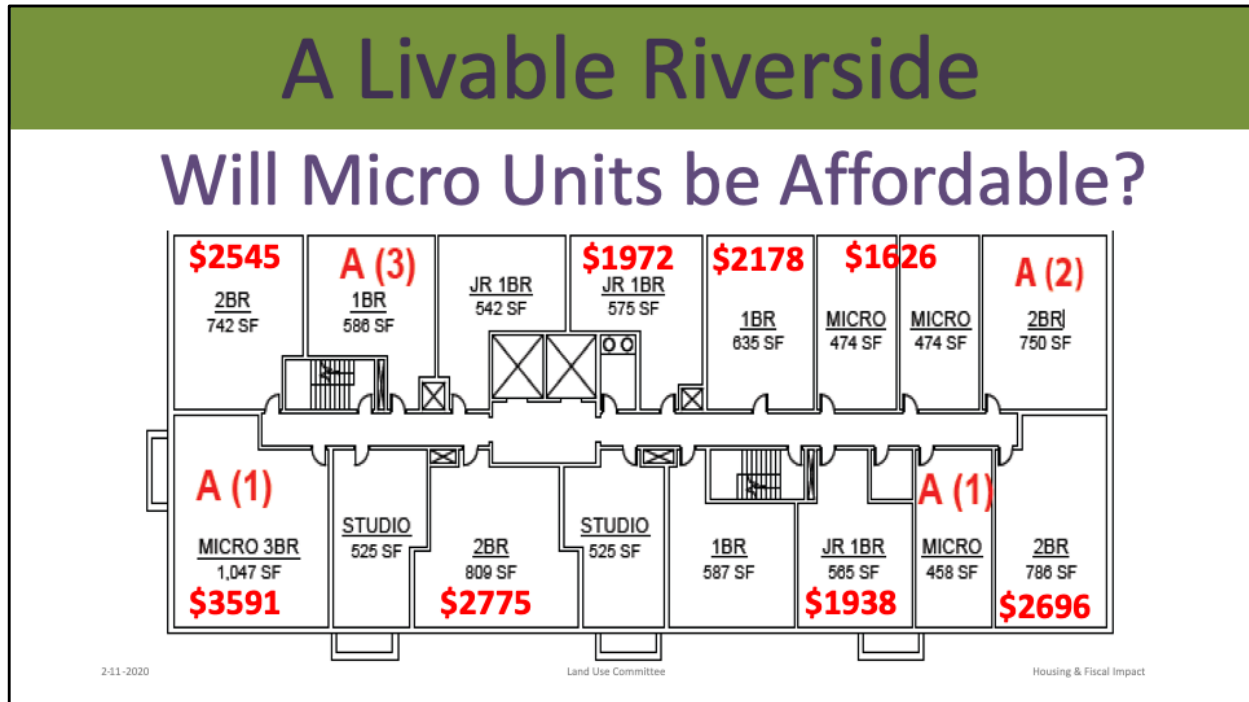 A Livable Riverside
Will Micro Units be Affordable?
$2545
2BR
742 SF
A (3)
1BR
586 SF
JR 1BR
542 SF
$1972
JR 1BR
575 SF
$2178
1BR
635 SF
$1626
MICRO
474 SF
MICRO
474 SF
A (2)
2BR
750 SF
A (1)
MICRO 3BR
1,047 SF
$3591
STUDIO
525 SF
2BR
809 SF
$2775
STUDIO
525 SF
1BR
587 SF
JR 1BR
565 SF
$1938
A (1)
MICRO
458 SF
2BR
786 SF
$2696
2-11-2020
Land Use Committee
Housing & Fiscal Impact